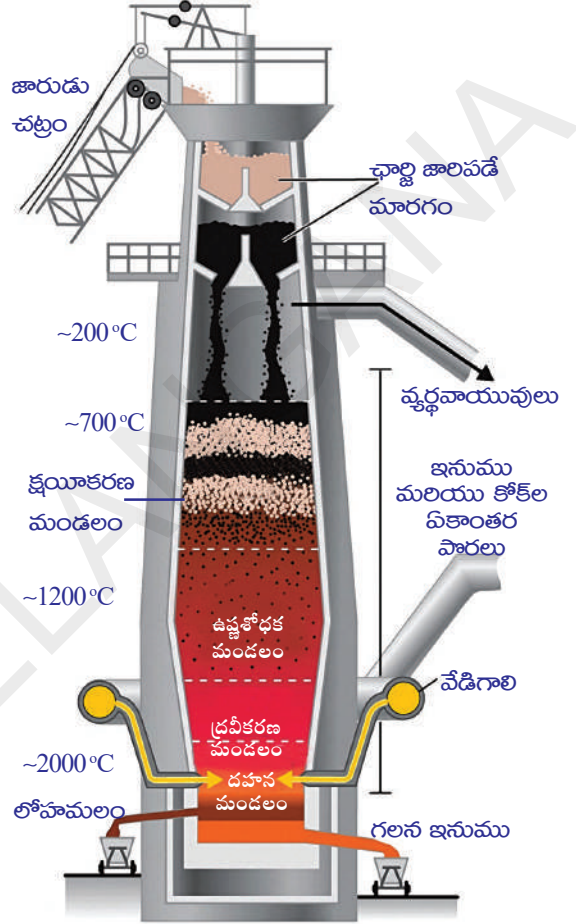 జారుడు
చట్రం
ఛార్జి జారిపడే
మారగం
~200 °C
వ్యర్థవాయువులు
~700 °C
ఇనుము
మరియు కోక్‌ల
ఏకాంతర
పొరలు
క్షయీకరణ
మండలం
~1200 °C
ఉష్ణశోధక
మండలం
వేడిగాలి
ద్రవీకరణ
మండలం
~2000 °C
దహన
మండలం
లోహమలం
గలన ఇనుము